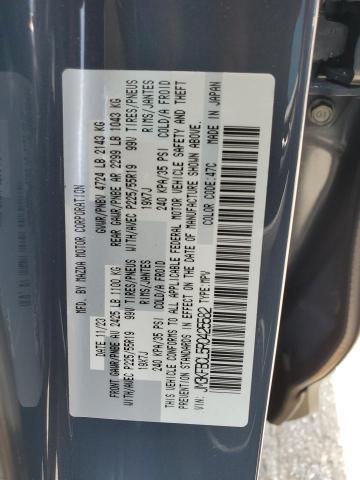 MFD. BY MAZDA MOTOR CORPORATION
DATE 11/23 GVWR/PNBV 4724 LB 2143 KG
FRONT GAWR/PNBE AV 2425 LB 1100 KG REAR GAWR/PNBE AR 2299 LB 1043 KG
WITH/AVEC P225/55R19 99V TIRES/PNEUS WITH/AVEC P225/55R19 99V TIRES/PNEUS
19X7J RIMS/JANTES 19X7J RIMS/JANTES
240 KPA/35 PSI COLD/A FROID 240 KPA/35 PSI COLD/A FROID
THIS VEHICLE CONFORMS TO ALL APPLICABLE FEDERAL MOTOR VEHICLE SAFETY AND THEFT
PREVENTION STANDARDS IN EFFECT ON THE DATE OF MANUFACTURE SHOWN ABOVE.
TYPE:MPV COLOR CODE:47C MADE IN JAPAN
VIN: